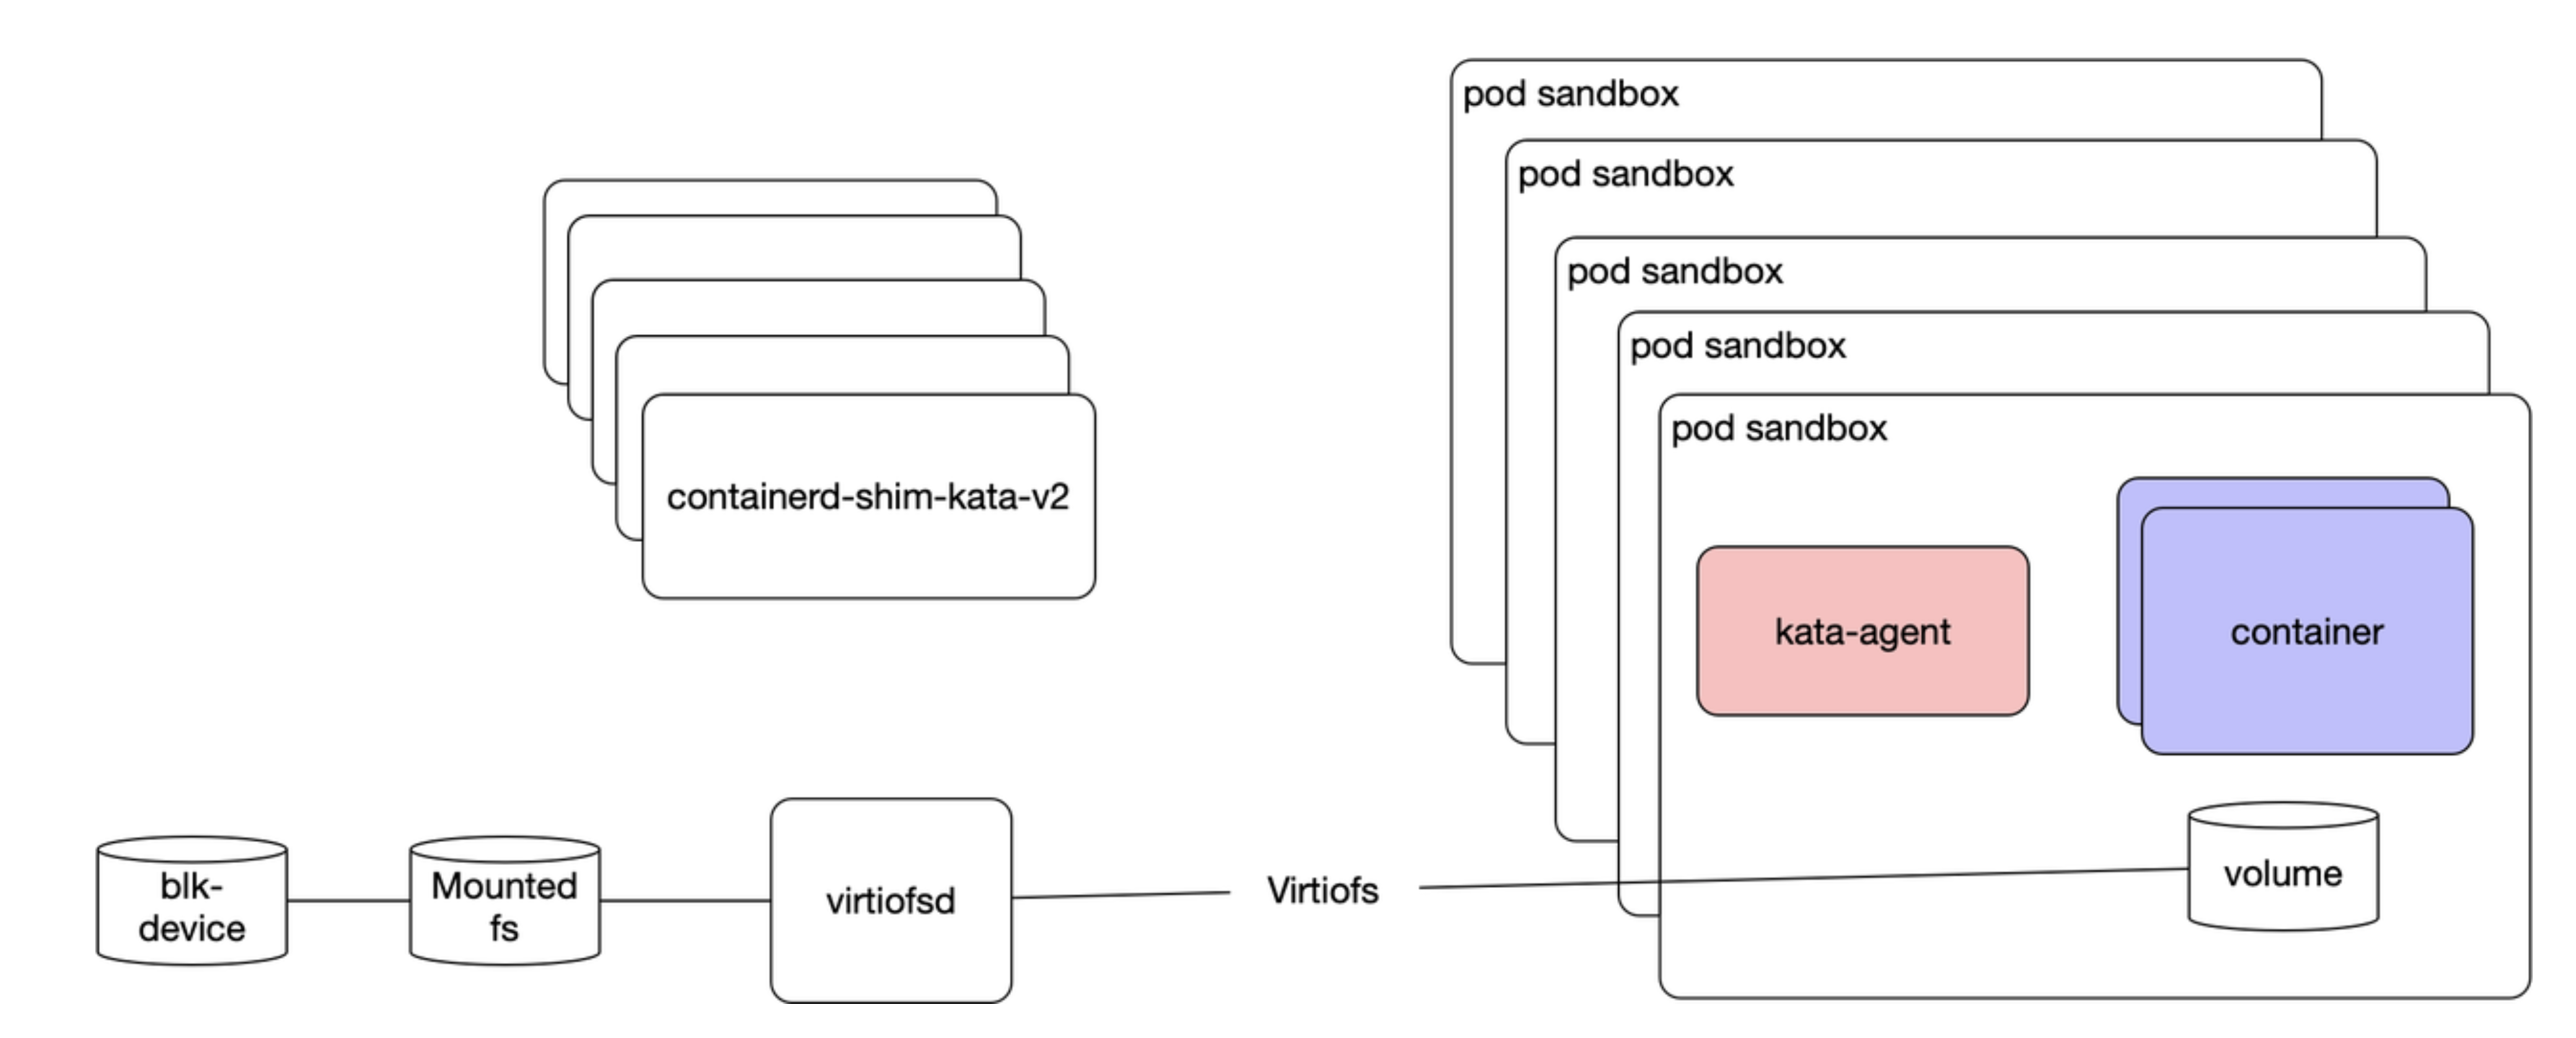 pod sandbox
pod sandbox
pod sandbox
pod sandbox
pod sandbox
containerd-shim-kata-v2
kata-agent
container
blk-
device
Mounted
fs
virtiofsd
Virtiofs
volume